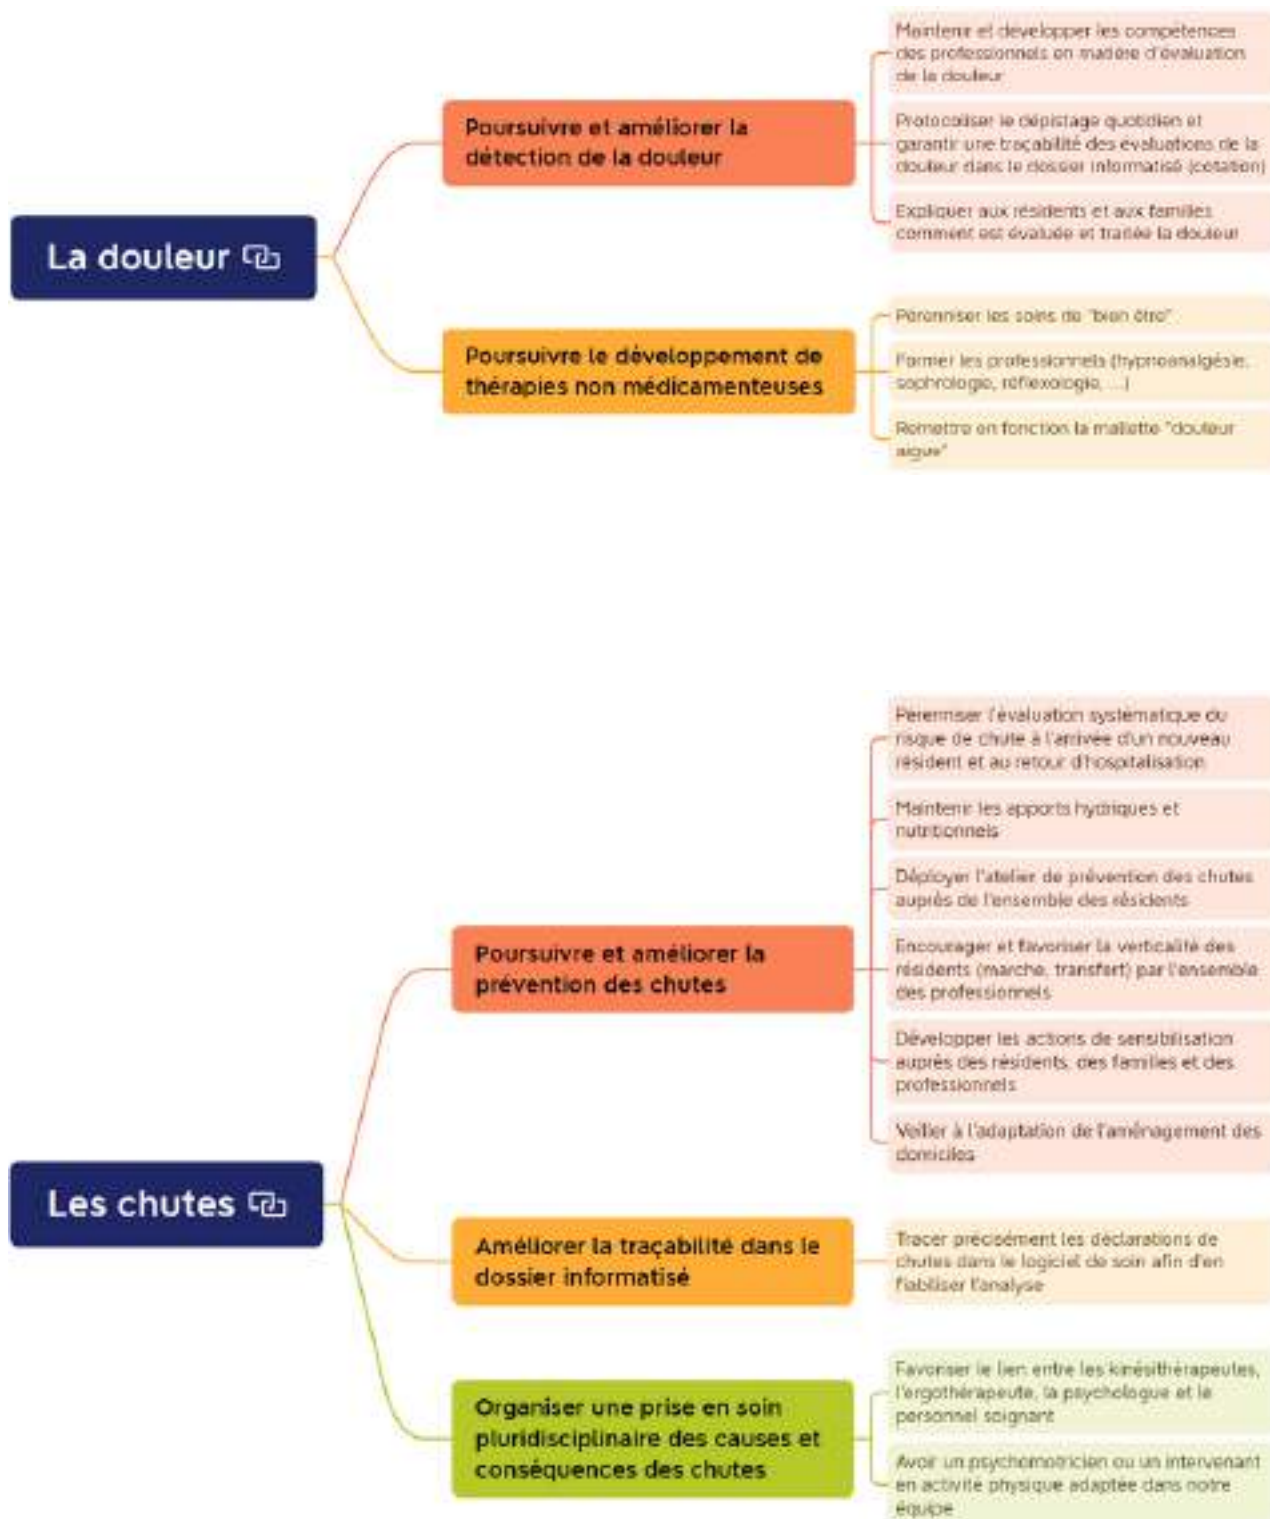 Maintenir et développer les compétences
des professionnels en matière d'évaluation
de la douleur
Poursuivre et améliorer la
détection de la douleur
Protocoliser le dépistage quotidien et
garantir une traçabilité des évaluations de la
douleur dans le dossier informatisé (cotation)
Expliquer aux résidents et aux familles
comment est évaluée et traitée la douleur
La douleur
Poursuivre le développement de
thérapies non médicamenteuses
Pérenniser les soins de "bien être"
Former les professionnels (hypnoanalgésie,
sophrologie, réflexologie, ...)
Remettre en fonction la mallette "douleur
aigue"
Pérenniser l'évaluation systématique du
risque de chute à l'arrivée d'un nouveau
résident et au retour d'hospitalisation
Maintenir les apports hydriques et
nutritionnels
Déployer l'atelier de prévention des chutes
auprès de l'ensemble des résidents
Poursuivre et améliorer la
prévention des chutes
Encourager et favoriser la verticalité des
résidents (marche, transfert) par l'ensemble
des professionnels
Développer les actions de sensibilisation
auprès des résidents, des familles et des
professionnels
Veiller à l'adaptation de l'aménagement des
domiciles
Les chutes
Améliorer la traçabilité dans le
dossier informatisé
Tracer précisément les déclarations de
chutes dans le logiciel de soin afin d'en
fiabiliser l'analyse
Organiser une prise en soin
pluridisciplinaire des causes et
conséquences des chutes
Favoriser le lien entre les kinésithérapeutes,
l'ergothérapeute, la psychologue et le
personnel soignant
Avoir un psychomotricien ou un intervenant
en activité physique adaptée dans notre
équipe